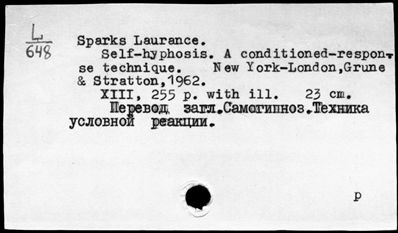 L
648
Sparks Laurance.
Self-hyphosis. A conditioned-respon-
se technique. New York-London,Grune
& Stratton,1962.
XIII, 255 p. with ill. 23 cm.
Перевод загл.Самогипноз.Техника
условной реакции.
p